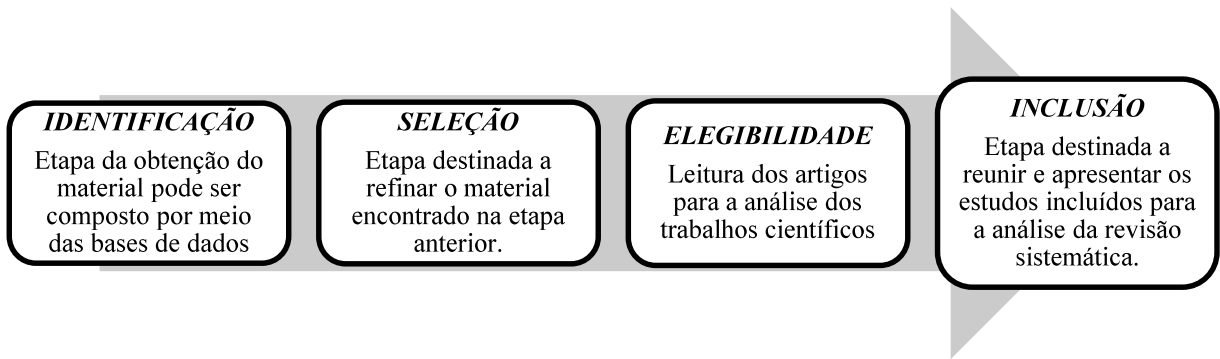 IDENTIFICAÇÃO
Etapa da obtenção do
material pode ser
composto por meio
das bases de dados
SELEÇÃO
Etapa destinada a
refinar o material
encontrado na etapa
anterior.
ELEGIBILIDADE
Leitura dos artigos
para a análise dos
trabalhos científicos
INCLUSÃO
Etapa destinada a
reunir e apresentar os
estudos incluídos para
a análise da revisão
sistemática.